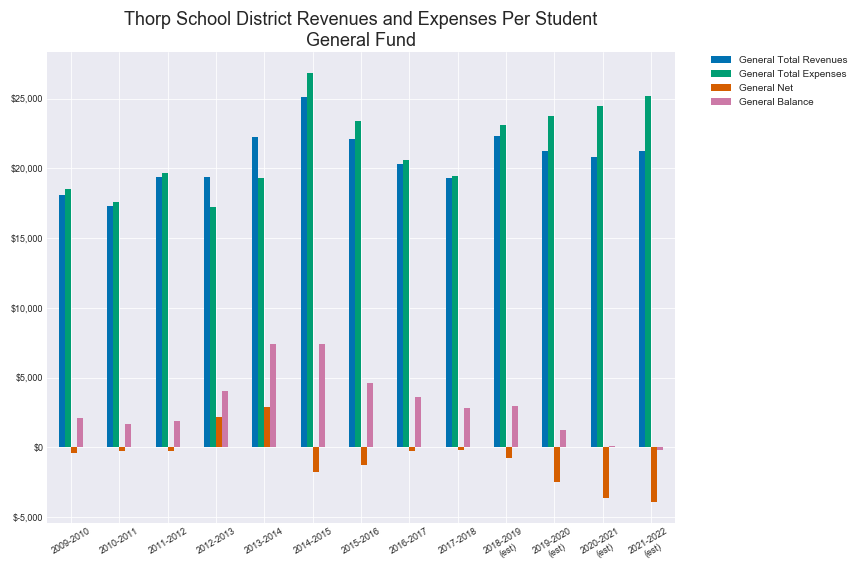 Thorp School District Revenues and Expenses Per Student
General Fund
General Total Revenues
General Total Expenses
General Net
General Balance
$25,000
$20,000
$15,000
$10,000
$5,000
$0
$-5,000
2009-2010
2010-2011
2011-2012
2012-2013
2013-2014
2014-2015
2015-2016
2016-2017
2017-2018
2018-2019
(est)
2019-2020
(est)
2020-2021
(est)
2021-2022
(est)